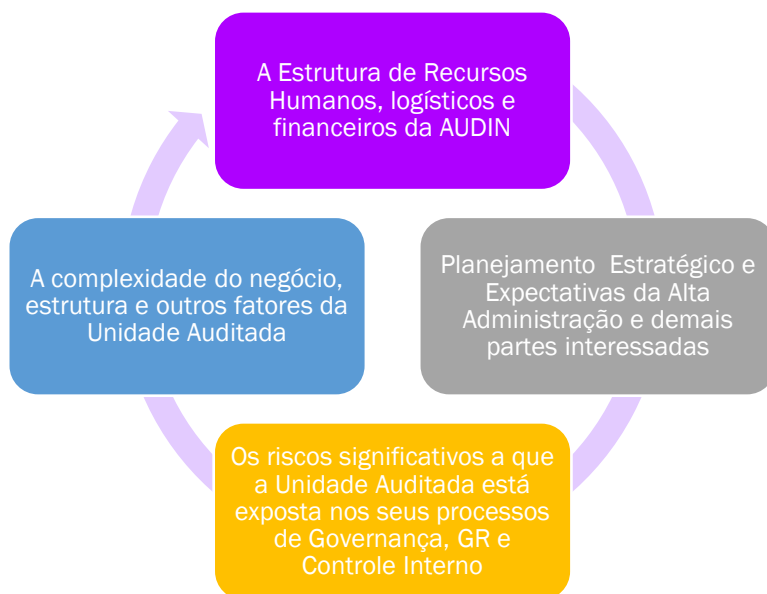 A Estrutura de Recursos
Humanos, logísticos e
financeiros da AUDIN
Planejamento Estratégico e
Expectativas da Alta
Administração e demais
partes interessadas
Os riscos significativos a que
a Unidade Auditada está
exposta nos seus processos
de Governança, GR e
Controle Interno
A complexidade do negócio,
estrutura e outros fatores da
Unidade Auditada